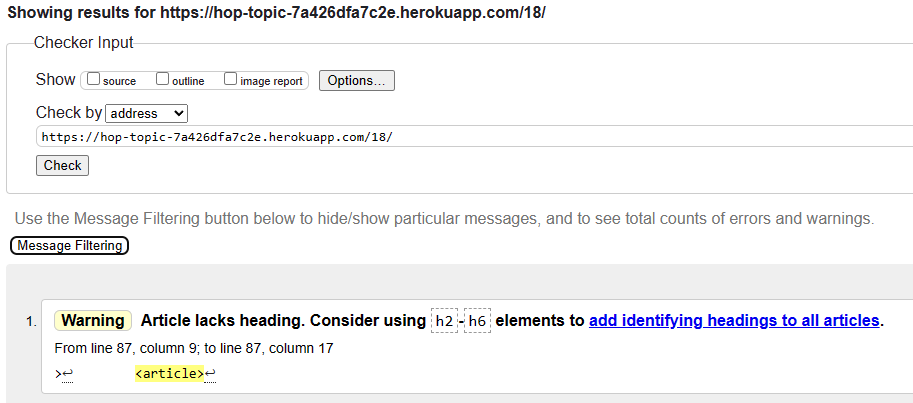 Showing results for https://hop-topic-7a426dfa7c2e.herokuapp.com/18/
Checker Input
Show source outline image report Options...
Check by address
https://hop-topic-7a426dfa7c2e.herokuapp.com/18/
Check
Use the Message Filtering button below to hide/show particular messages, and to see total counts of errors and warnings.
Message Filtering
1. Warning Article lacks heading. Consider using h2-h6 elements to add identifying headings to all articles.
From line 87, column 9; to line 87, column 17
>↩ <article>↩